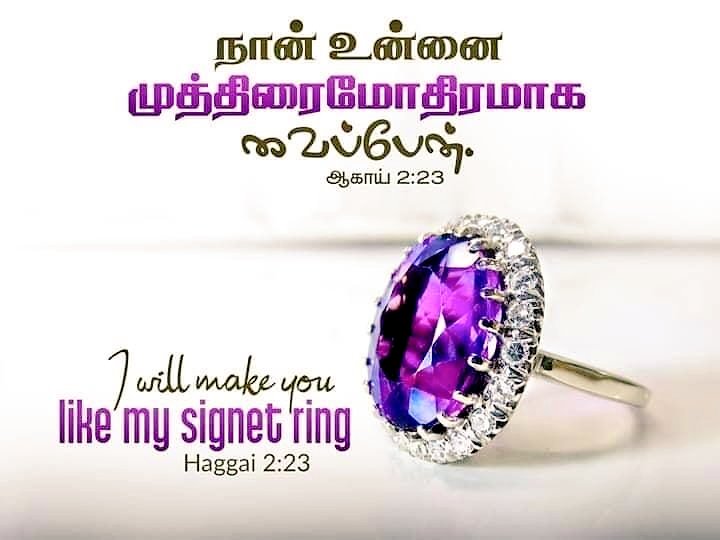 நான் உன்னை
முத்திரைமோதிரமாக
வைப்பேன்.
ஆகாய் 2:23
I will make you
like my signet ring
Haggai 2:23